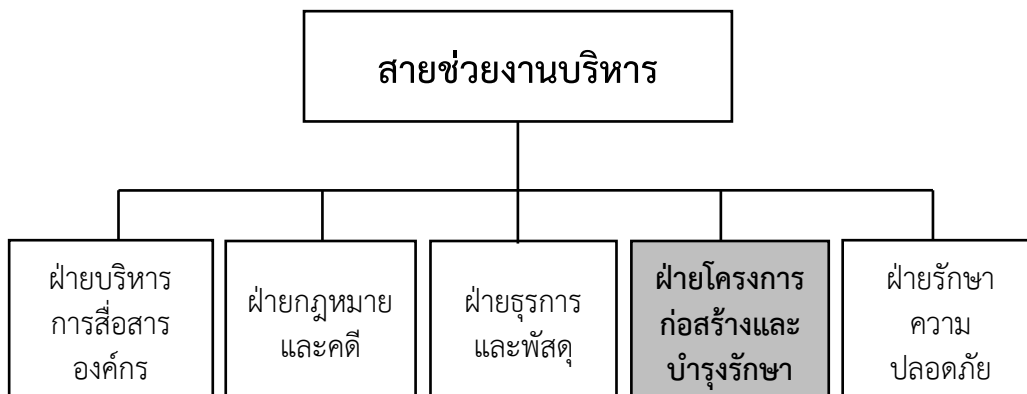 สายช่วยงานบริหาร
ฝ่ายบริหาร
การสื่อสาร
องค์กร
ฝ่ายกฎหมาย
และคดี
ฝ่ายธุรการ
และพัสดุ
ฝ่ายโครงการ
ก่อสร้างและ
บำรุงรักษา
ฝ่ายรักษา
ความ
ปลอดภัย